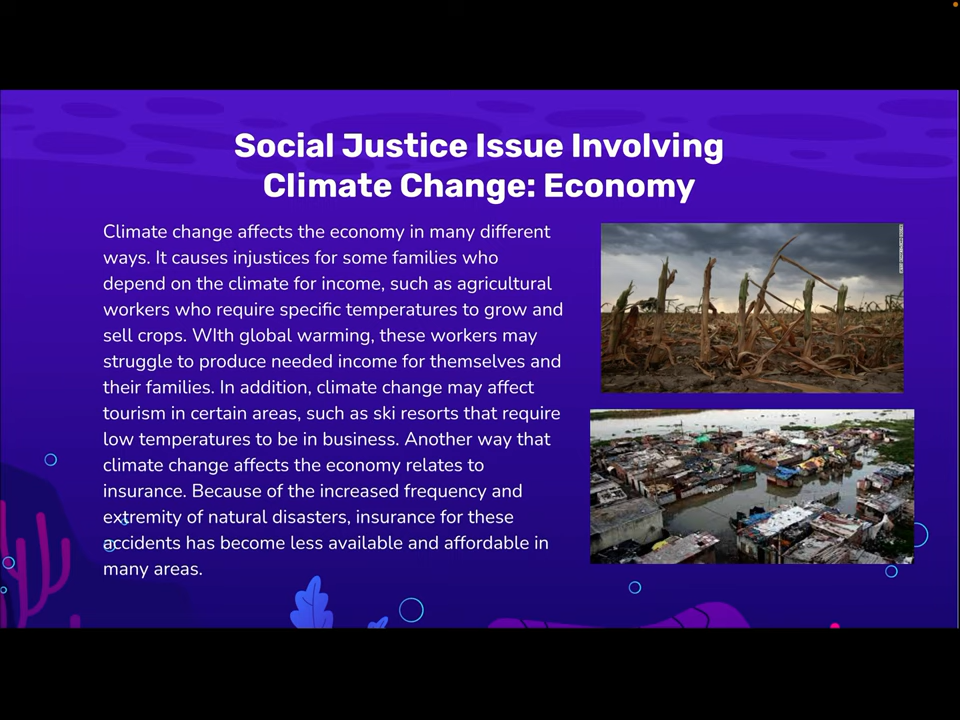 Social Justice Issue Involving
Climate Change: Economy
Climate change affects the economy in many different
ways. It causes injustices for some families who
depend on the climate for income, such as agricultural
workers who require specific temperatures to grow and
sell crops. WIth global warming, these workers may
struggle to produce needed income for themselves and
their families. In addition, climate change may affect
tourism in certain areas, such as ski resorts that require
low temperatures to be in business. Another way that
climate change affects the economy relates to
insurance. Because of the increased frequency and
extremity of natural disasters, insurance for these
accidents has become less available and affordable in
many areas.